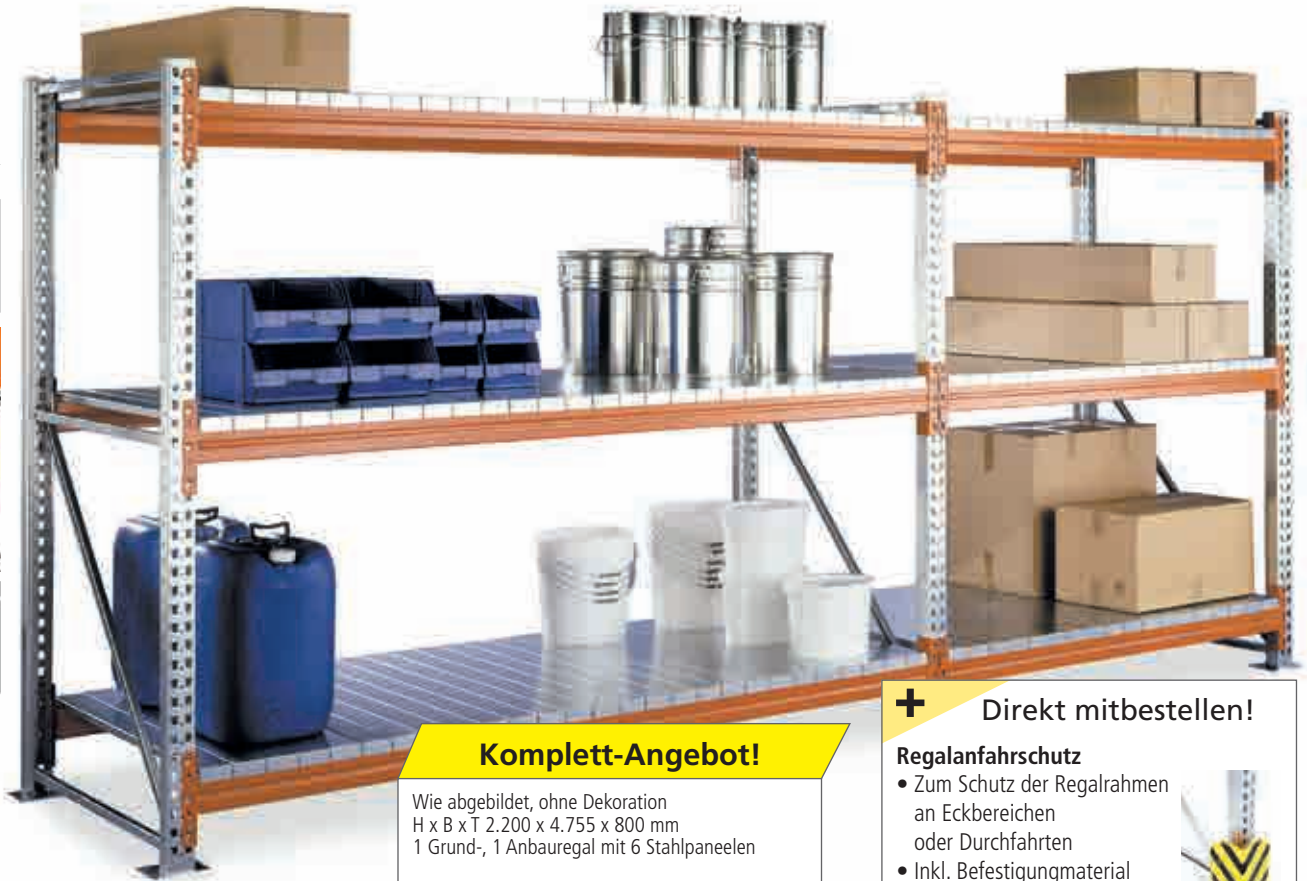 Komplett-Angebot!
Wie abgebildet, ohne Dekoration
H x B x T 2.200 x 4.755 x 800 mm
1 Grund-, 1 Anbauregal mit 6 Stahlpaneelen
+ Direkt mitbestellen!
Regalanfahrschutz
• Zum Schutz der Regalrahmen
an Eckbereichen
oder Durchfahrten
• Inkl. Befestigungmaterial